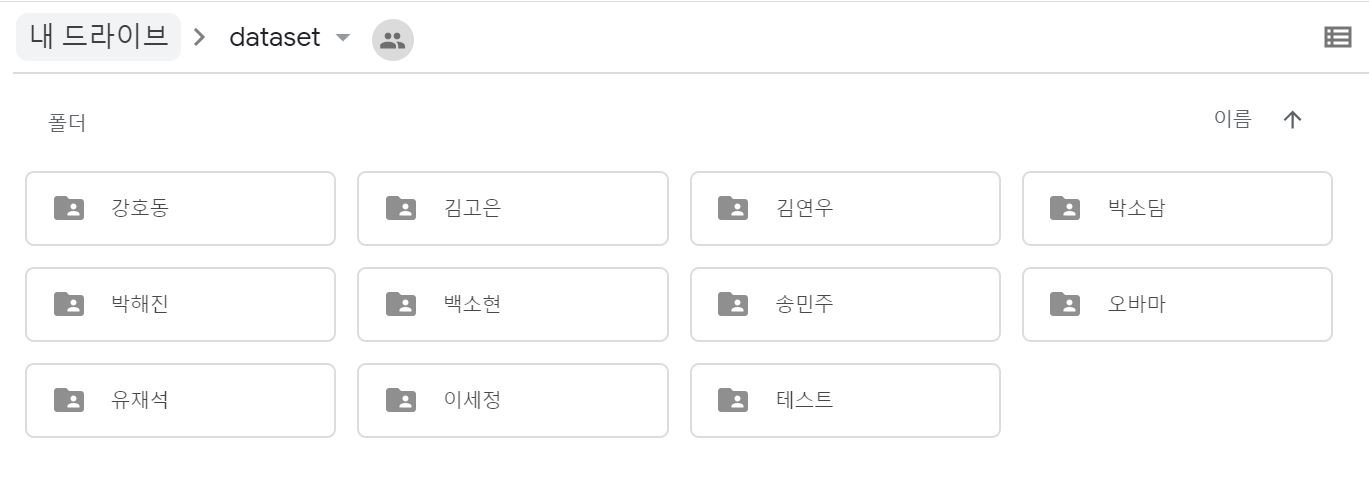 내 드라이브 > dataset
폴더 이름
강호동 김고은 김연우 박소담
박해진 백소현 송민주 오바마
유재석 이세정 테스트